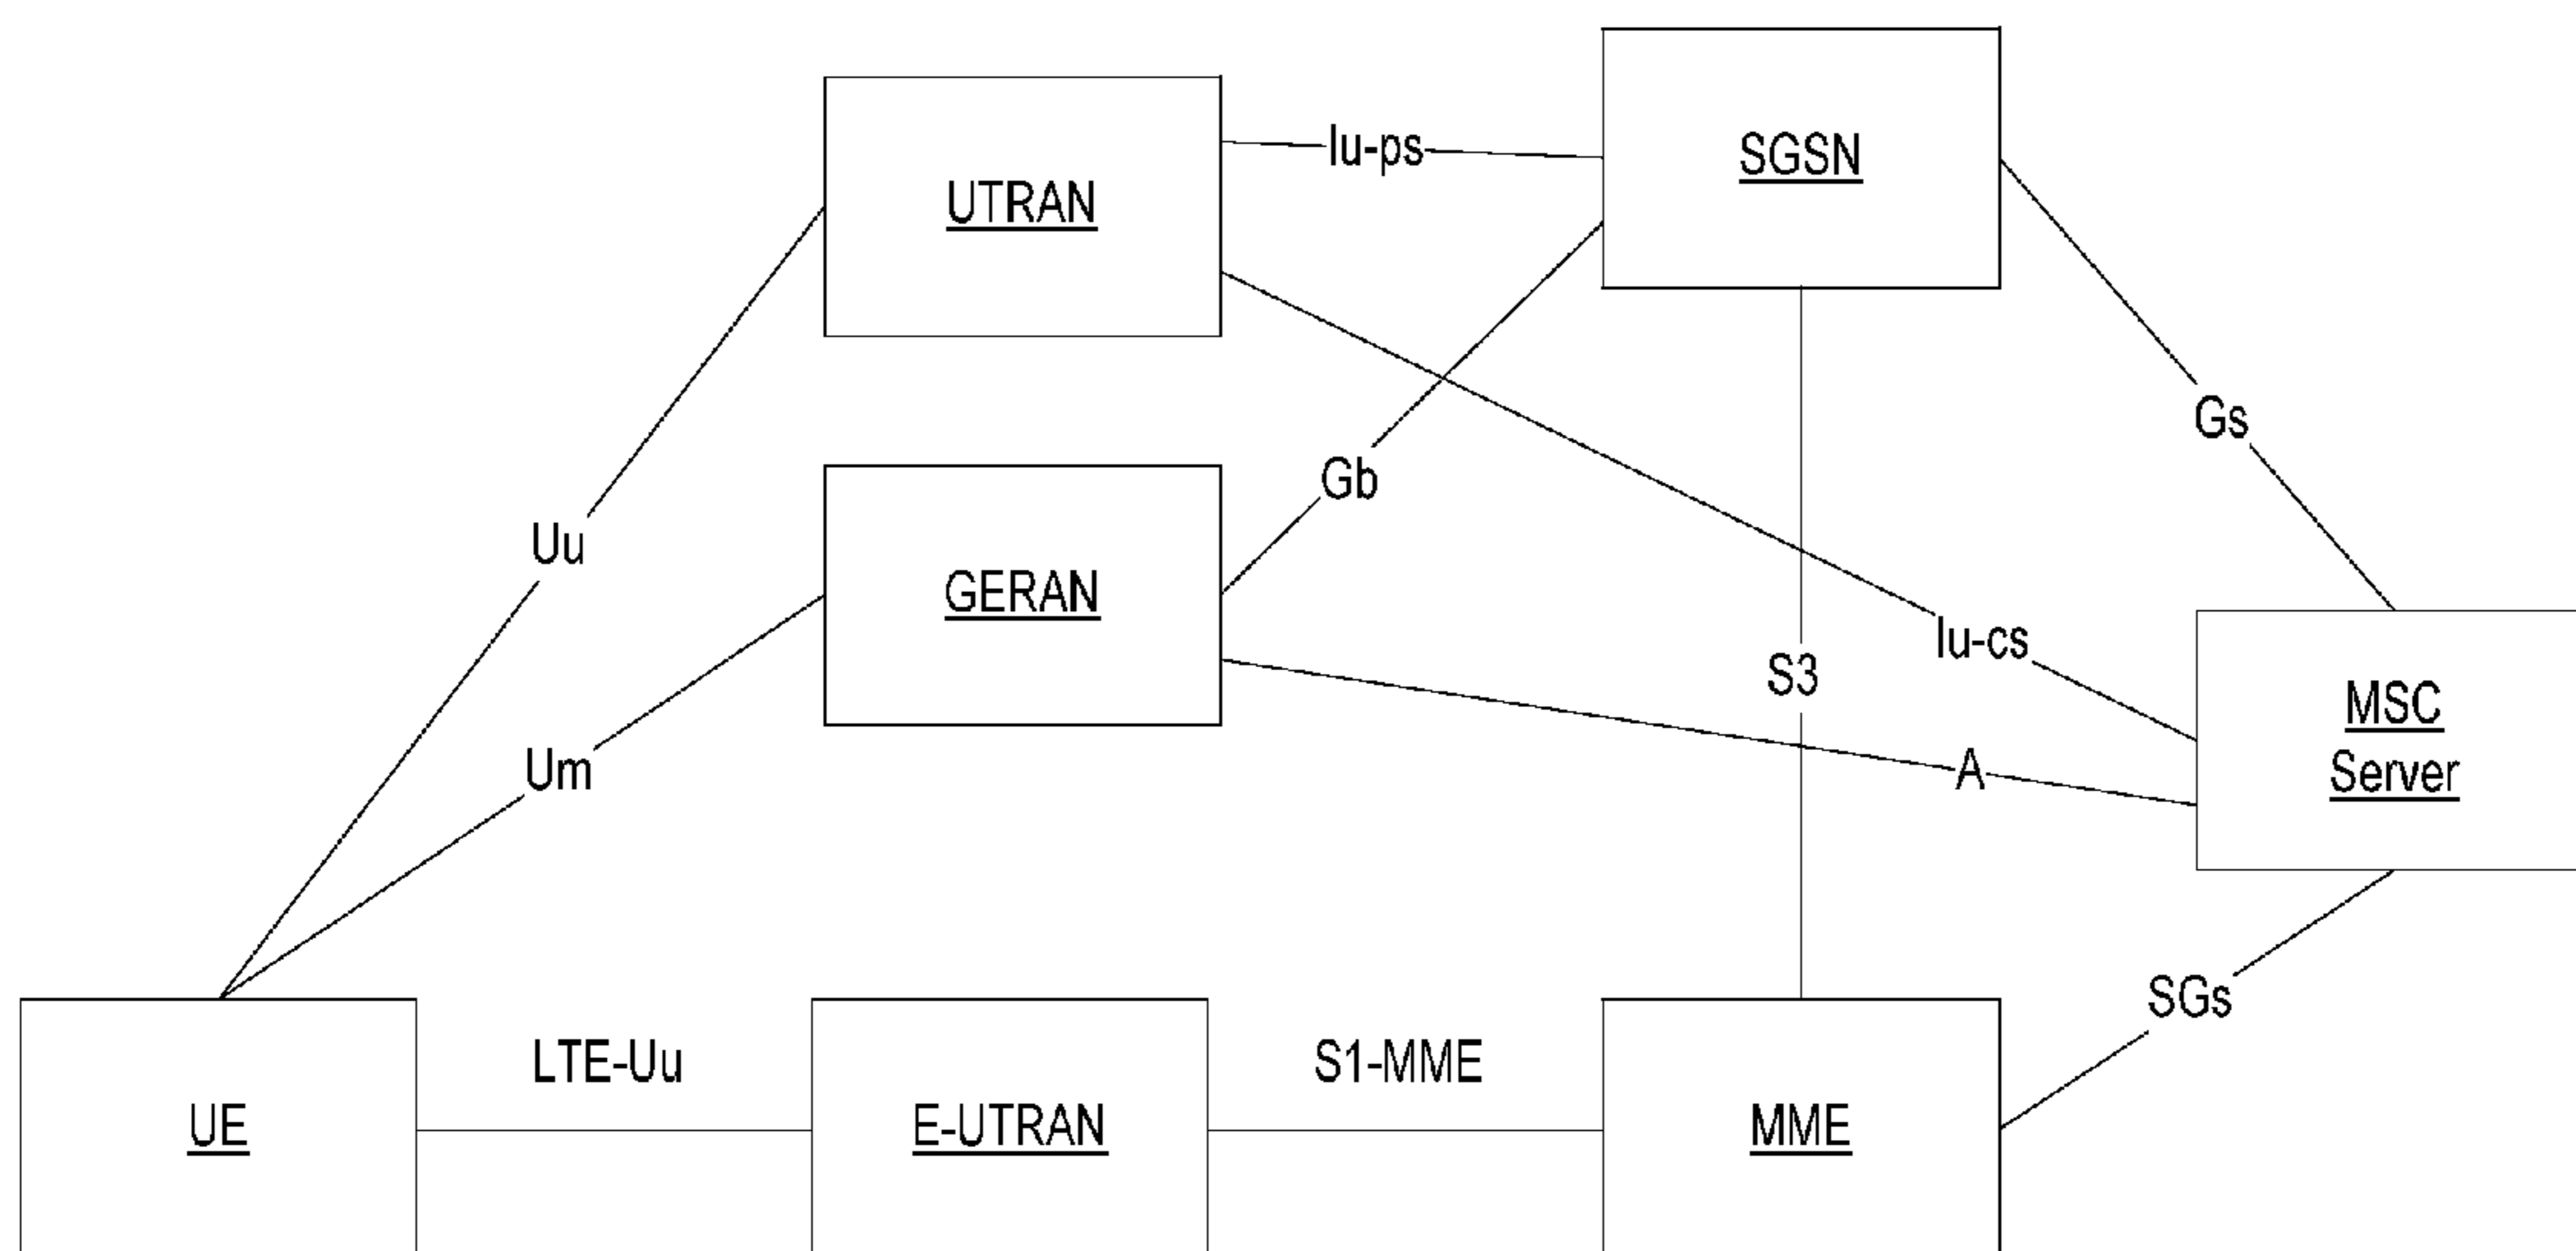 Iu-ps
SGSN
UTRAN
Gs
Gb
Uu
GERAN
Iu-cs
S3
MSC
Server
Um
A
SGs
LTE-Uu
S1-MME
UE
E-UTRAN
MME